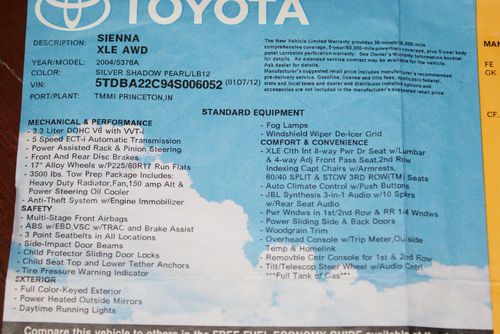 TOYOTA
DESCRIPTION: SIENNA
XLE AWD
YEAR/MODEL: 2004/5376A
COLOR: SILVER SHADOW PEARL/LB12
VIN: 5TDBA22C94S006052 (01D7/12)
PORT/PLANT: TMMI PRINCETON,IN
The New Vehicle Limited Warranty provides 36-month/36,000-mile
comprehensive coverage, 5-year/60,000-mile powertrain coverage, plus 5-year body
panel corrosion perforation warranty. See an Owner's Warranty Information booklet
for details. An extended service contract may be available for this vehicle.
Ask dealer for details.
Manufacturer's suggested retail price includes manufacturer's recommended
pre-delivery service. Gasoline, license and title fees, applicable federal,
state and local taxes and dealer and distributor installed options and
accessories are not included in the manufacturer's suggested retail price.
STANDARD EQUIPMENT
MECHANICAL & PERFORMANCE
- 3.3 Liter DOHC V6 with VVT-i
- 5 Speed ECT-i Automatic Transmission
- Power Assisted Rack & Pinion Steering
- Front And Rear Disc Brakes
- 17" Alloy Wheels w/P225/60R17 Run Flats
- 3500 lbs. Tow Prep Package Includes:
Heavy Duty Radiator,Fan,150 amp Alt &
Power Steering Oil Cooler
- Anti-Theft System w/Engine Immobilizer
SAFETY
- Multi-Stage Front Airbags
- ABS w/EBD,VSC w/TRAC and Brake Assist
- 3 Point Seatbelts in All Locations
- Side-Impact Door Beams
- Child Protector Sliding Door Locks
- Child Seat Top and Lower Tether Anchors
- Tire Pressure Warning Indicator
EXTERIOR
- Full Color-Keyed Exterior
- Power Heated Outside Mirrors
- Daytime Running Lights
- Fog Lamps
- Windshield Wiper De-Icer Grid
COMFORT & CONVENIENCE
- XLE Clth Int 8-way Pwr Dr Seat w/Lumbar
& 4-way Adj Front Pass Seat,2nd Row
Indexing Capt Chairs w/Armrests,
60/40 SPLIT & STOW 3RD ROW(TM) Seats
- Auto Climate Control w/Push Buttons
- JBL Synthesis 3-in-1 Audio w/10 Spkrs
w/Rear Seat Audio
- Pwr Wndws in 1st/2nd Row & RR 1/4 Wndws
- Power Sliding Side & Back Doors
- Woodgrain Trim
- Overhead Console w/Trip Meter,Outside
Temp & Homelink
- Removble Cntr Console for 1st & 2nd Row
- Tilt/Telescop Steer Wheel w/Audio Cntrl
***Full Tank of Gas***
MAN
FE
GK
CF.
Compare this vehicle to others in the FREE FUEL ECONOMY GUIDE available at the